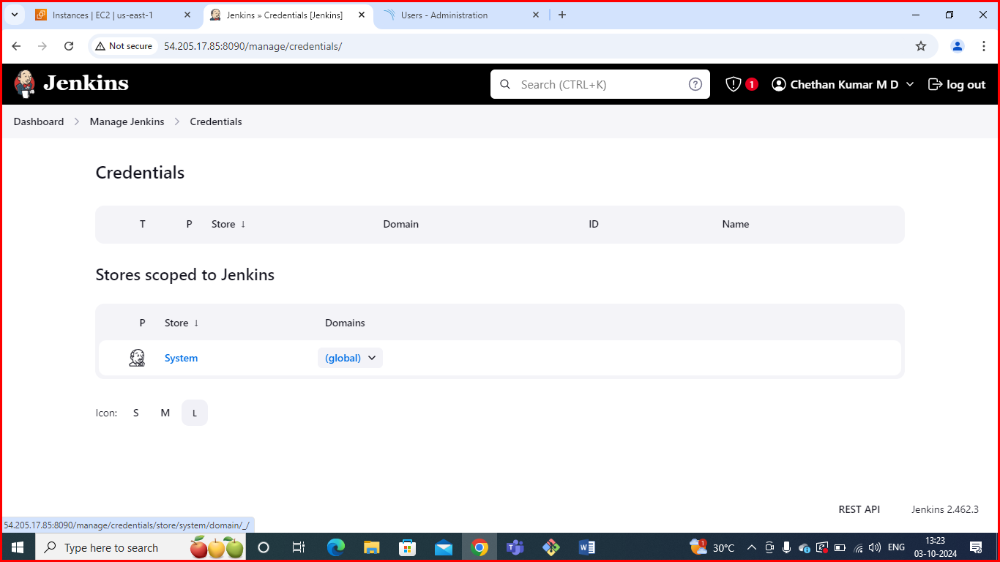 Instances | EC2 | us-east-1
Jenkins » Credentials [Jenkins]
Users - Administration
Not secure
54.205.17.85:8090/manage/credentials/
Jenkins
Search (CTRL+K)
?
1
Chethan Kumar M D
log out
Dashboard
Manage Jenkins
Credentials
Credentials
T P Store ↓ Domain ID Name
Stores scoped to Jenkins
P Store ↓ Domains
System (global)
Icon: S M L
REST API Jenkins 2.462.3
54.205.17.85:8090/manage/credentials/store/system/domain/_/
Type here to search
1
30°C
ENG
13:23
03-10-2024